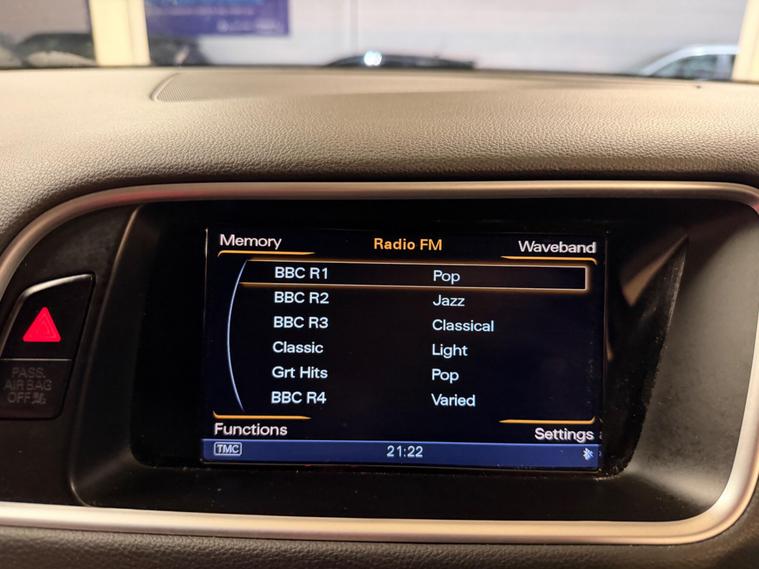 Memory Radio FM Waveband
BBC R1 Pop
BBC R2 Jazz
BBC R3 Classical
Classic Light
Grt Hits Pop
BBC R4 Varied
Functions Settings
TMC 21:22
PASS.
AIR BAG
OFF